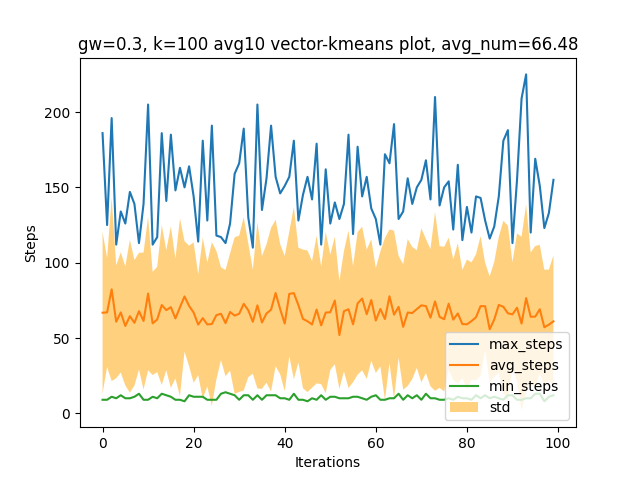 gw=0.3, k=100 avg10 vector-kmeans plot, avg_num=66.48
Steps
200
150
100
50
0
max_steps
avg_steps
min_steps
std
0 20 40 60 80 100
Iterations